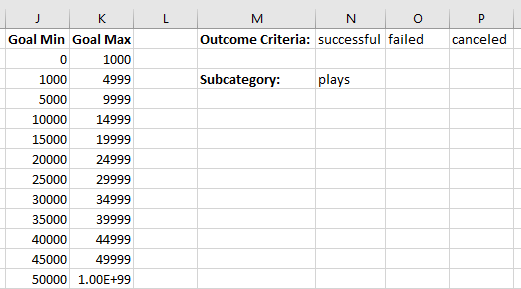 J K L M N O P
Goal Min Goal Max Outcome Criteria: successful failed canceled
0 1000
1000 4999 Subcategory: plays
5000 9999
10000 14999
15000 19999
20000 24999
25000 29999
30000 34999
35000 39999
40000 44999
45000 49999
50000 1.00E+99